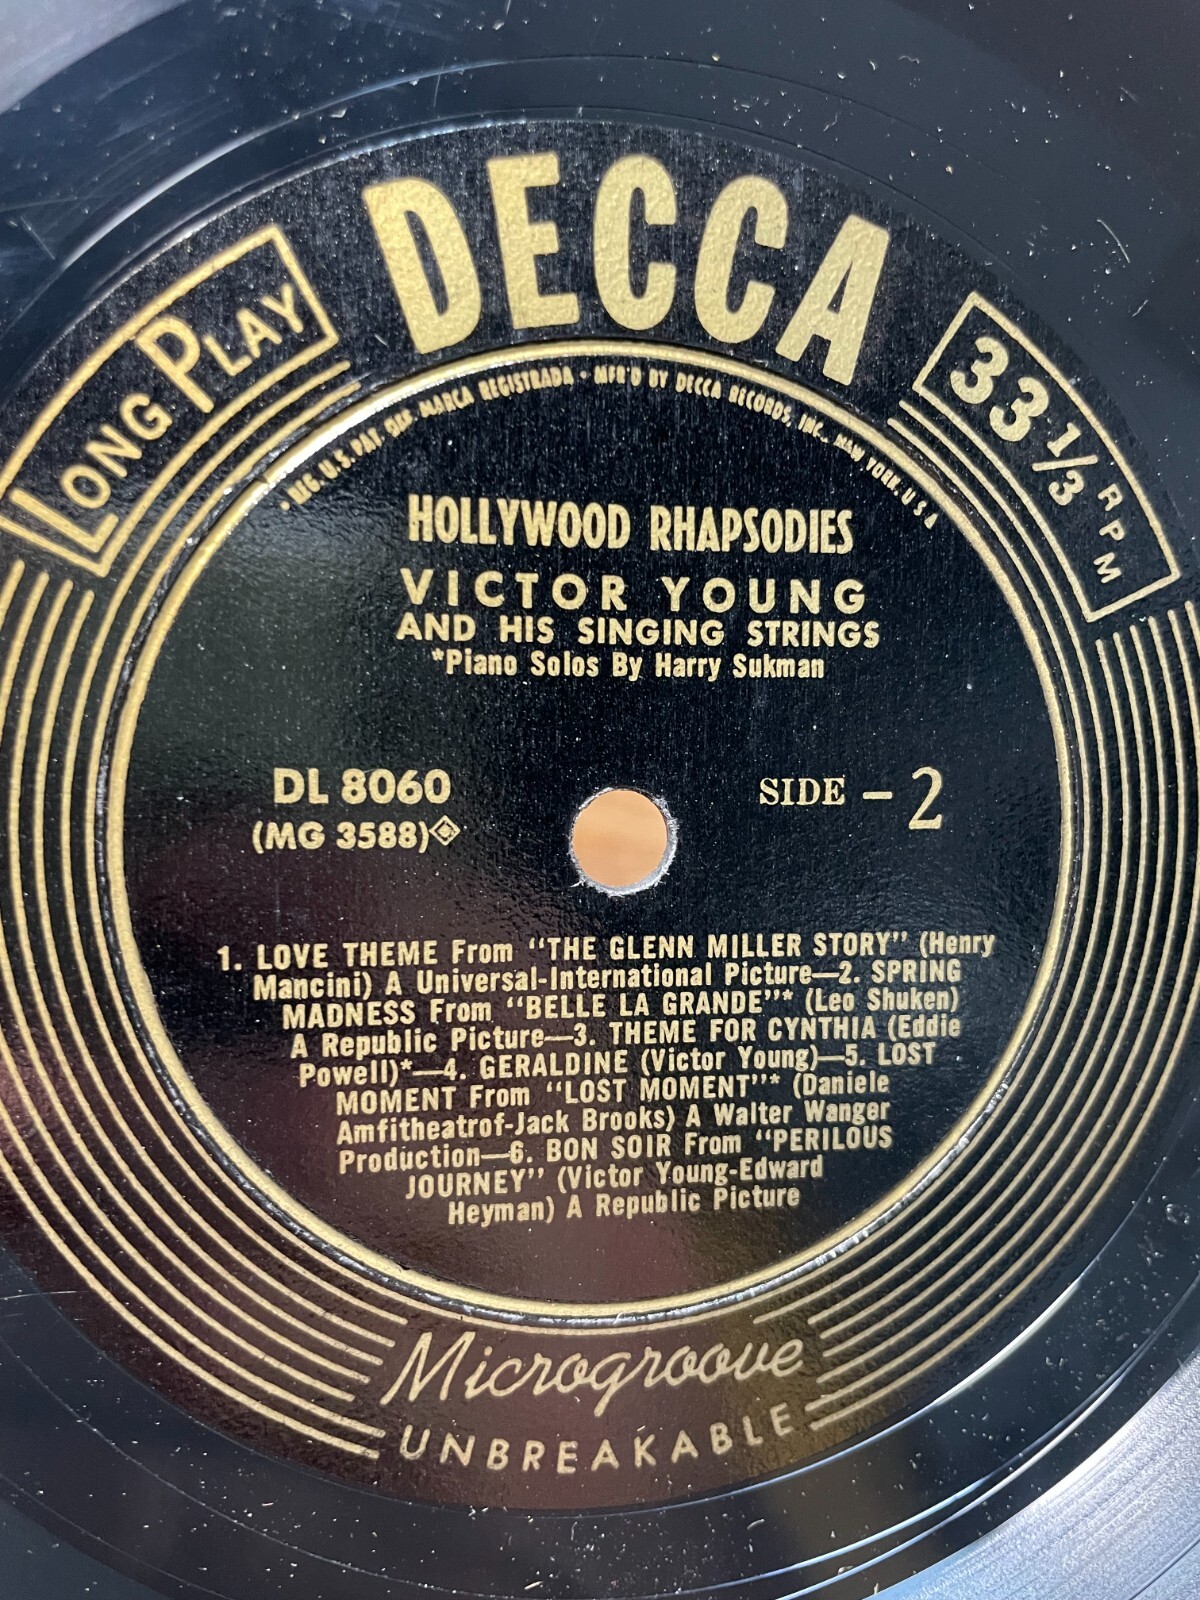 DECCA
LONG PLAY
33 1/3 RPM
• REG. U.S. PAT. OFF. MARCA REGISTRADA • MFR'D BY DECCA RECORDS, INC., NEW YORK, U S A
HOLLYWOOD RHAPSODIES
VICTOR YOUNG
AND HIS SINGING STRINGS
*Piano Solos By Harry Sukman
DL 8060
(MG 3588)
SIDE – 2
1. LOVE THEME From "THE GLENN MILLER STORY" (Henry
Mancini) A Universal-International Picture—2. SPRING
MADNESS From "BELLE LA GRANDE"* (Leo Shuken)
A Republic Picture—3. THEME FOR CYNTHIA (Eddie
Powell)*—4. GERALDINE (Victor Young)—5. LOST
MOMENT From "LOST MOMENT"* (Daniele
Amfitheatrof-Jack Brooks) A Walter Wanger
Production—6. BON SOIR From "PERILOUS
JOURNEY" (Victor Young-Edward
Heyman) A Republic Picture
Microgroove
UNBREAKABLE